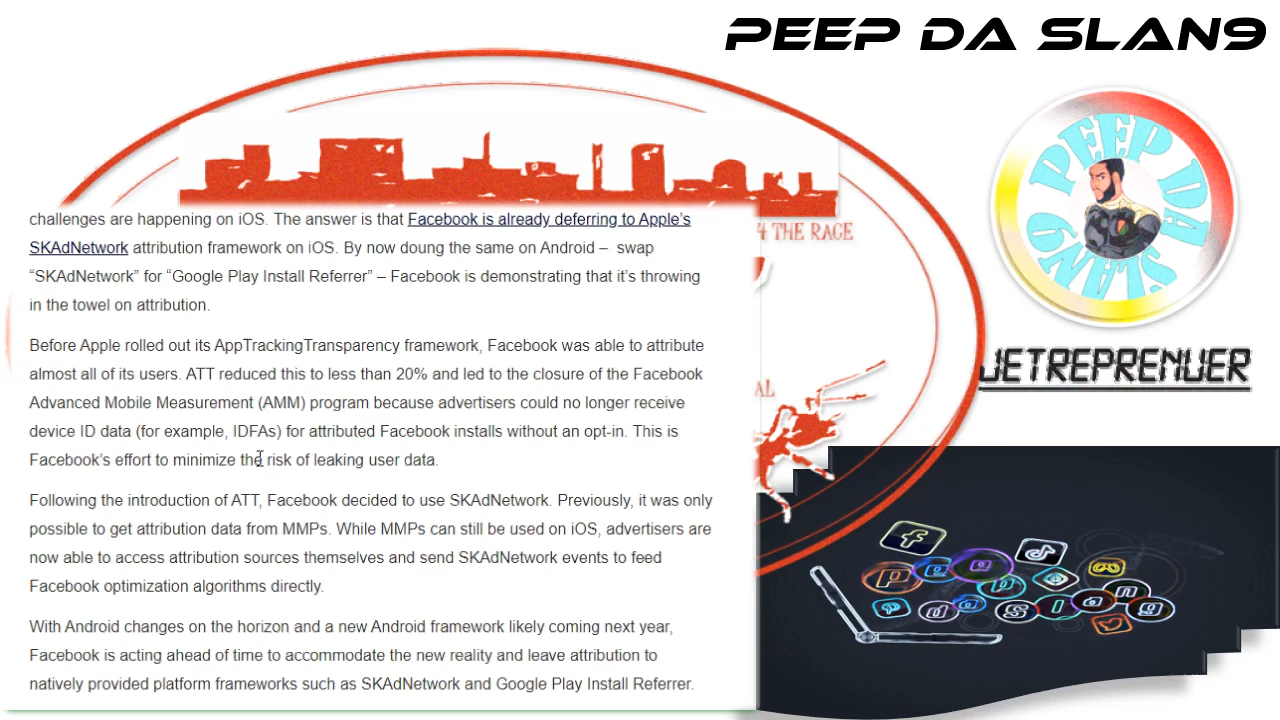 PEEP DA SLAN9
4 THE RACE
challenges are happening on iOS. The answer is that Facebook is already deferring to Apple’s
SKAdNetwork attribution framework on iOS. By now doung the same on Android –  swap
“SKAdNetwork” for “Google Play Install Referrer” – Facebook is demonstrating that it’s throwing
in the towel on attribution.
Before Apple rolled out its AppTrackingTransparency framework, Facebook was able to attribute
almost all of its users. ATT reduced this to less than 20% and led to the closure of the Facebook
Advanced Mobile Measurement (AMM) program because advertisers could no longer receive
device ID data (for example, IDFAs) for attributed Facebook installs without an opt-in. This is
Facebook’s effort to minimize the risk of leaking user data.
Following the introduction of ATT, Facebook decided to use SKAdNetwork. Previously, it was only
possible to get attribution data from MMPs. While MMPs can still be used on iOS, advertisers are
now able to access attribution sources themselves and send SKAdNetwork events to feed
Facebook optimization algorithms directly.
With Android changes on the horizon and a new Android framework likely coming next year,
Facebook is acting ahead of time to accommodate the new reality and leave attribution to
natively provided platform frameworks such as SKAdNetwork and Google Play Install Referrer.
AL
PEEP DA
SLAN9
JETREPRENUER
Peep
da Slang